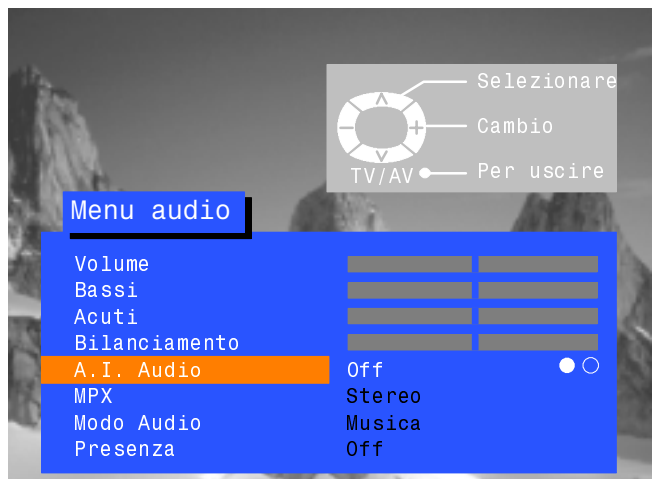 Selezionare
Cambio
TV/AV Per uscire
Menu audio
Volume
Bassi
Acuti
Bilanciamento
A.I. Audio Off
MPX Stereo
Modo Audio Musica
Presenza Off